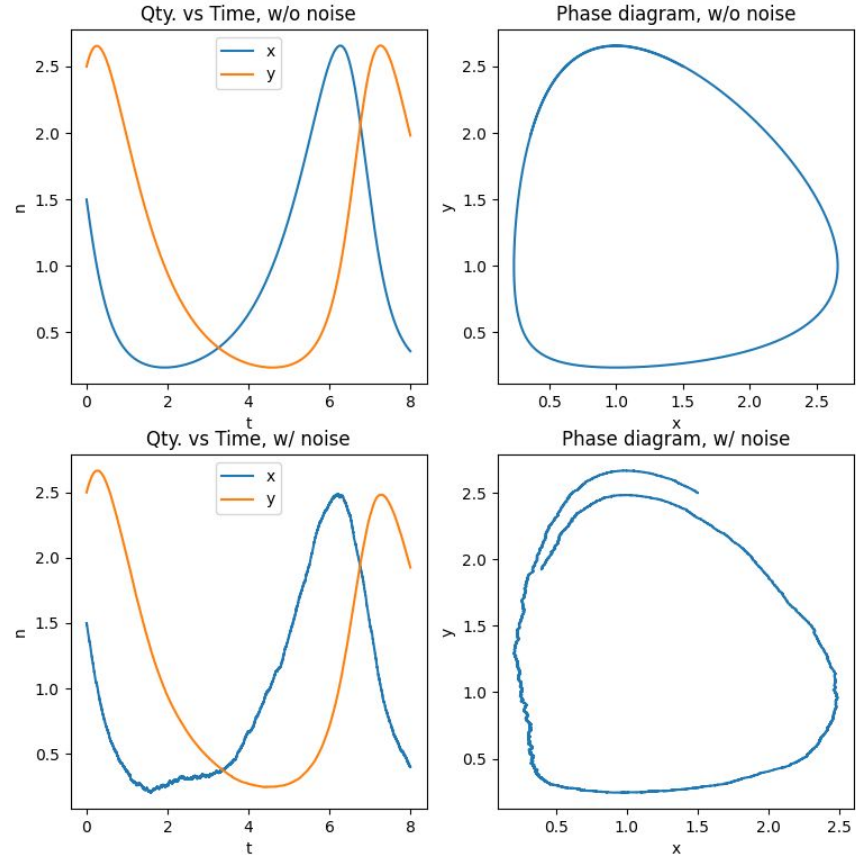 Qty. vs Time, w/o noise
x
y
n
2.5
2.0
1.5
1.0
0.5
0 2 4 6 8
t
Phase diagram, w/o noise
y
2.5
2.0
1.5
1.0
0.5
0.5 1.0 1.5 2.0 2.5
x
Qty. vs Time, w/ noise
x
y
n
2.5
2.0
1.5
1.0
0.5
0 2 4 6 8
t
Phase diagram, w/ noise
y
2.5
2.0
1.5
1.0
0.5
0.5 1.0 1.5 2.0 2.5
x